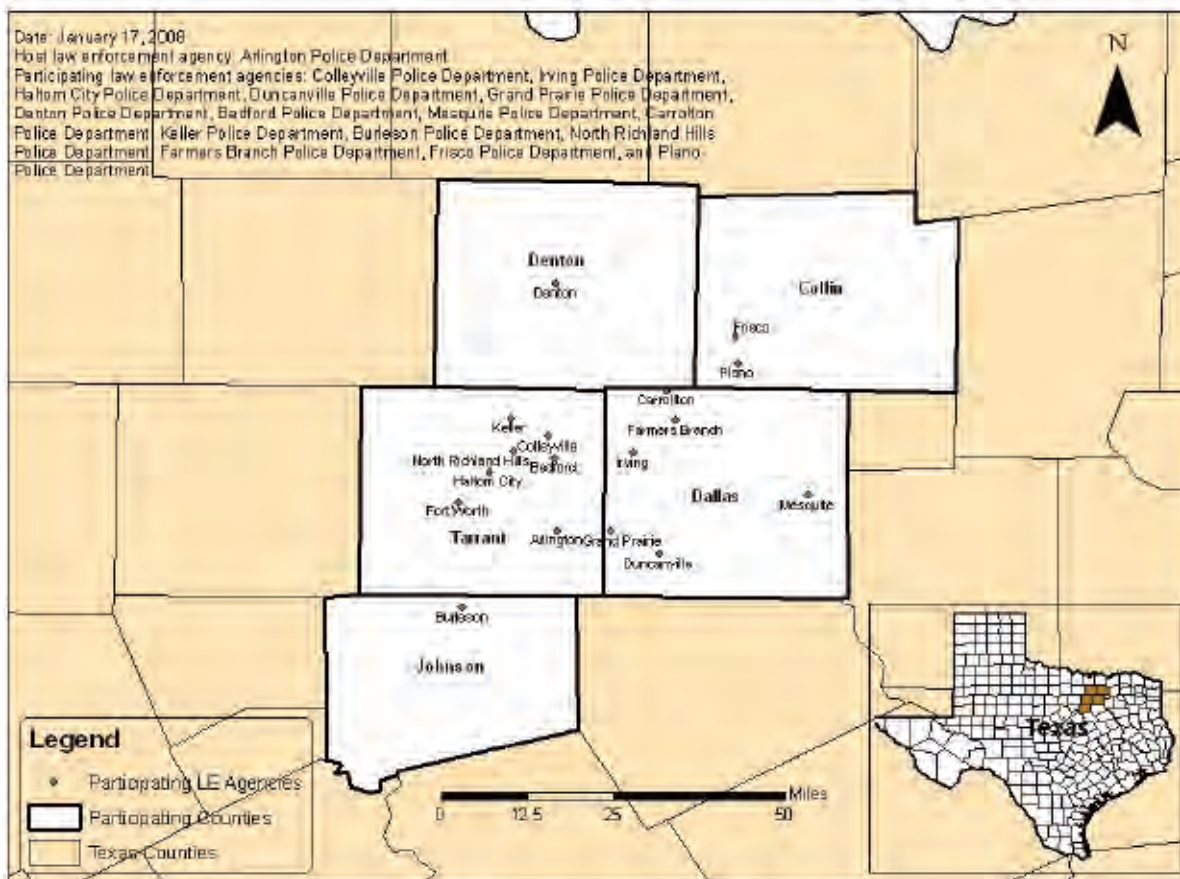 Date: January 17, 2008
Host law enforcement agency: Arlington Police Department
Participating law enforcement agencies: Colleyville Police Department, Irving Police Department,
Haltom City Police Department, Duncanville Police Department, Grand Prairie Police Department,
Denton Police Department, Bedford Police Department, Mesquite Police Department, Carrolton
Police Department, Keller Police Department, Burleson Police Department, North Richland Hills
Police Department, Farmers Branch Police Department, Frisco Police Department, and Plano
Police Department
N
Denton
Denton
Collin
Frisco
Plano
Carrollton
Keller
Farmers Branch
Colleyville
North Richland Hills
Bedford
Irving
Haltom City
Dallas
Mesquite
Fort Worth
Tarrant
Arlington
Grand Prairie
Duncanville
Burleson
Johnson
Texas
Legend
Participating LE Agencies
Participating Counties
Texas Counties
Miles
0 12.5 25 50